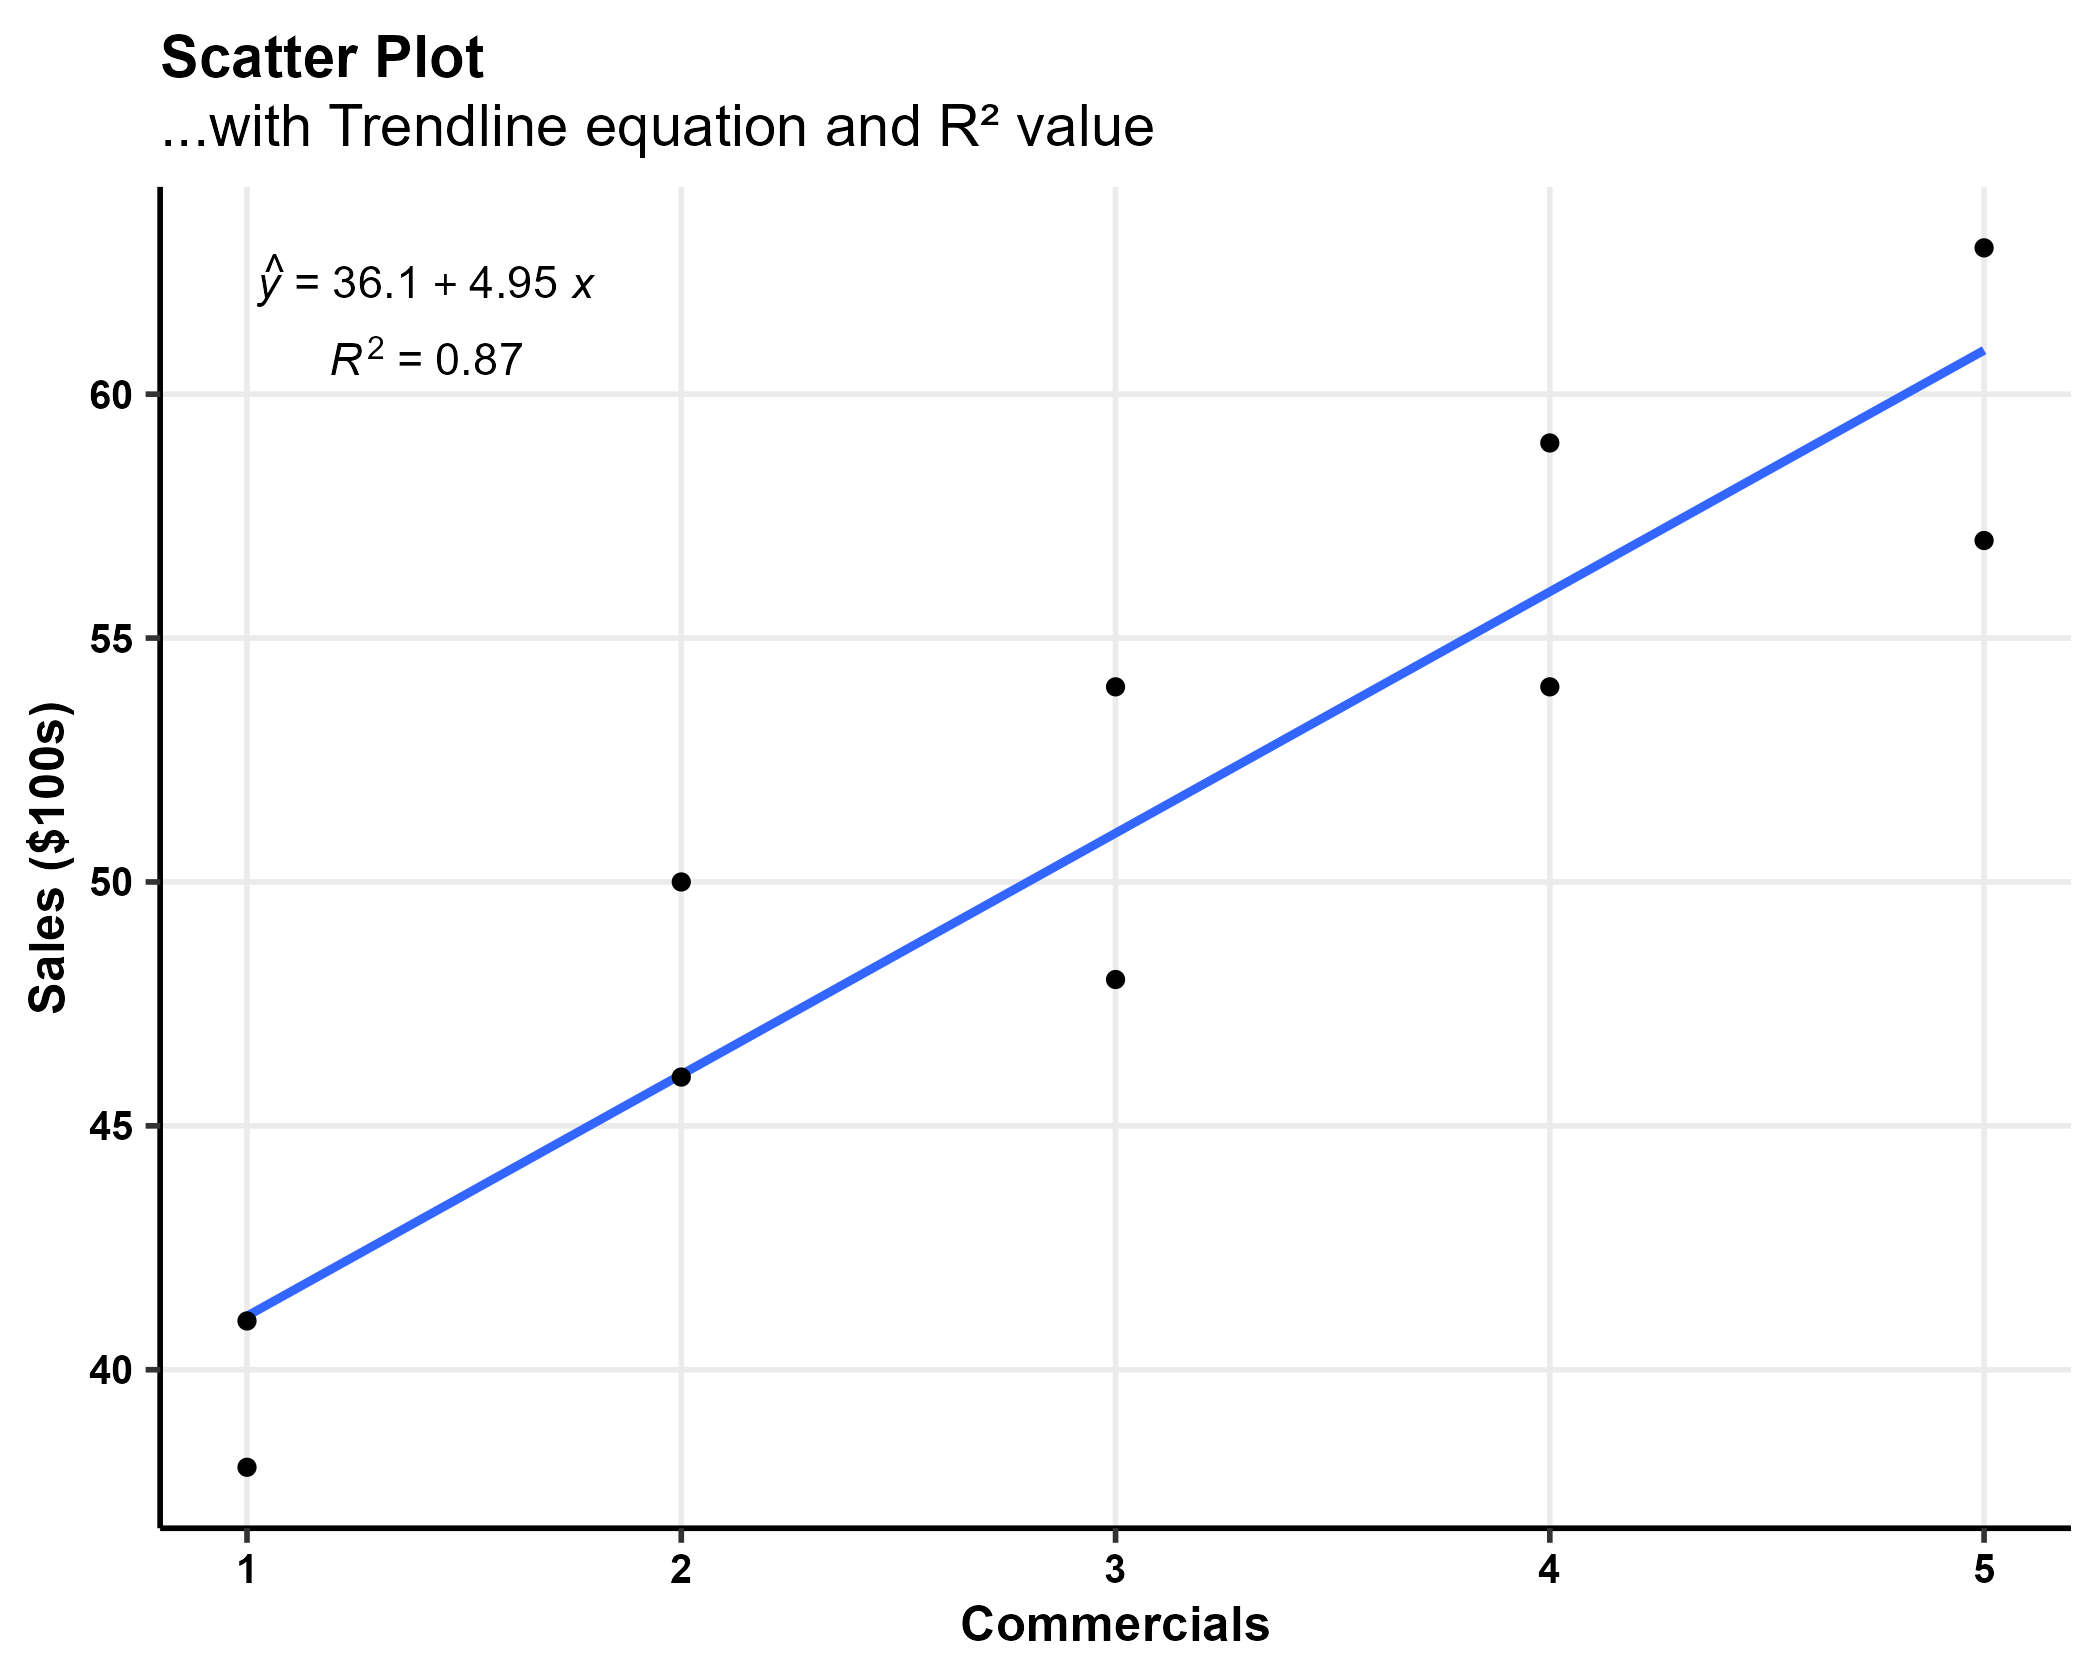 Scatter Plot
...with Trendline equation and R² value
ŷ = 36.1 + 4.95 x
R² = 0.87
60
55
50
45
40
Sales ($100s)
1 2 3 4 5
Commercials